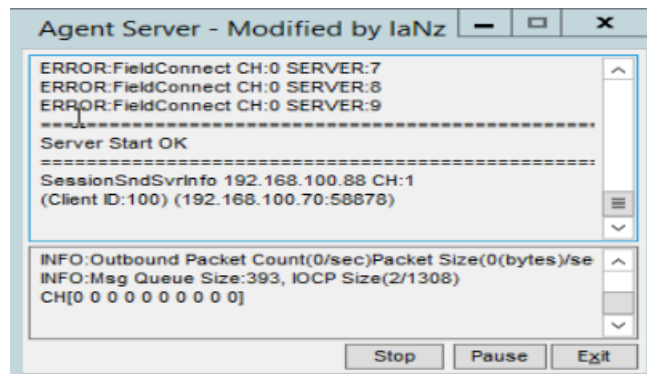 Agent Server - Modified by IaNz
ERROR:FieldConnect CH:0 SERVER:7
ERROR:FieldConnect CH:0 SERVER:8
ERROR:FieldConnect CH:0 SERVER:9
=====================================================
Server Start OK
=====================================================
SessionSndSvrInfo 192.168.100.88 CH:1
(Client ID:100) (192.168.100.70:58878)
INFO:Outbound Packet Count(0/sec)Packet Size(0(bytes)/se
INFO:Msg Queue Size:393, IOCP Size(2/1308)
CH[0 0 0 0 0 0 0 0 0 0]
Stop Pause Exit